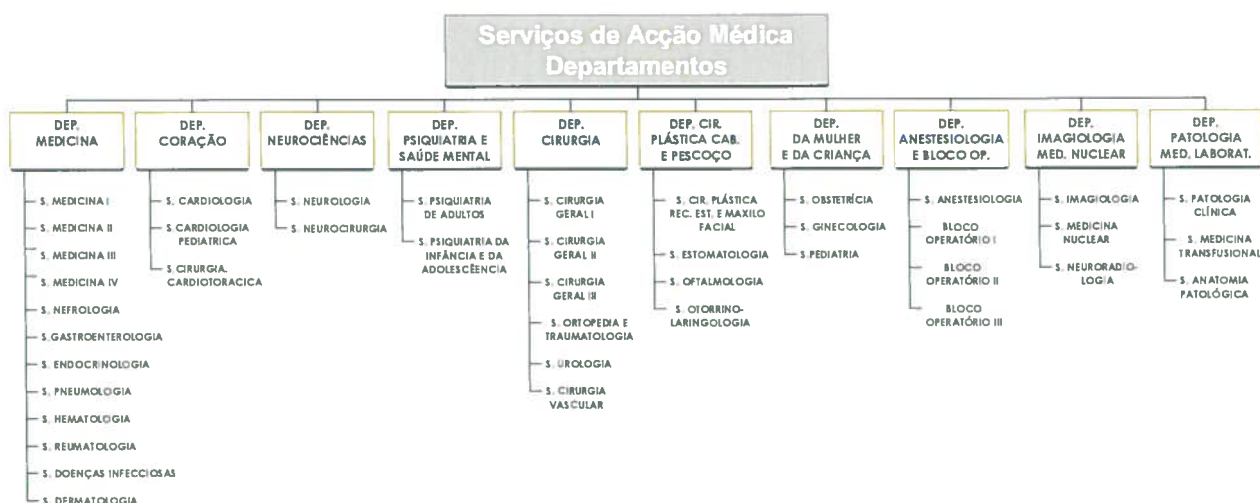 Serviços de Acção Médica
Departamentos
DEP.
MEDICINA
S. MEDICINA I
S. MEDICINA II
S. MEDICINA III
S. MEDICINA IV
S. NEFROLOGIA
S. GASTROENTEROLOGIA
S. ENDOCRINOLOGIA
S. PNEUMOLOGIA
S. HEMATOLOGIA
S. REUMATOLOGIA
S. DOENÇAS INFECCIOSAS
S. DERMATOLOGIA
DEP.
CORAÇÃO
S. CARDIOLOGIA
S. CARDIOLOGIA
PEDIATRICA
S. CIRURGIA.
CARDIOTORACICA
DEP.
NEUROCIÊNCIAS
S. NEUROLOGIA
S. NEUROCIRURGIA
DEP.
PSIQUIATRIA E
SAÚDE MENTAL
S. PSIQUIATRIA
DE ADULTOS
S. PSIQUIATRIA DA
INFÂNCIA E DA
ADOLESCÊENCIA
DEP.
CIRURGIA
S. CIRURGIA
GERAL I
S. CIRURGIA
GERAL II
S. CIRURGIA
GERAL III
S. ORTOPEDIA E
TRAUMATOLOGIA
S. UROLOGIA
S. CIRURGIA
VASCULAR
DEP. CIR.
PLÁSTICA CAB.
E PESCOÇO
S. CIR. PLÁSTICA
REC. EST. E MAXILO
FACIAL
S. ESTOMATOLOGIA
S. OFTALMOLOGIA
S. OTORRINO-
LARINGOLOGIA
DEP.
DA MULHER
E DA CRIANÇA
S. OBSTETRÍCIA
S. GINECOLOGIA
S. PEDIATRIA
DEP.
ANESTESIOLOGIA
E BLOCO OP.
S. ANESTESIOLOGIA
BLOCO
OPERATÓRIO I
BLOCO
OPERATÓRIO II
BLOCO
OPERATÓRIO III
DEP.
IMAGIOLOGIA
MED. NUCLEAR
S. IMAGIOLOGIA
S. MEDICINA
NUCLEAR
S. NEURORADIO-
LOGIA
DEP.
PATOLOGIA
MED. LABORAT.
S. PATOLOGIA
CLÍNICA
S. MEDICINA
TRANSFUSIONAL
S. ANATOMIA
PATOLÓGICA